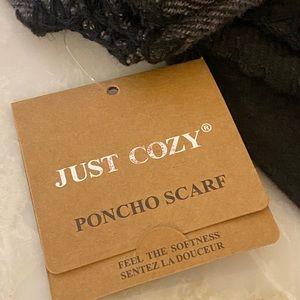 JUST COZY®
PONCHO SCARF
FEEL THE SOFTNESS
SENTEZ LA DOUCEUR